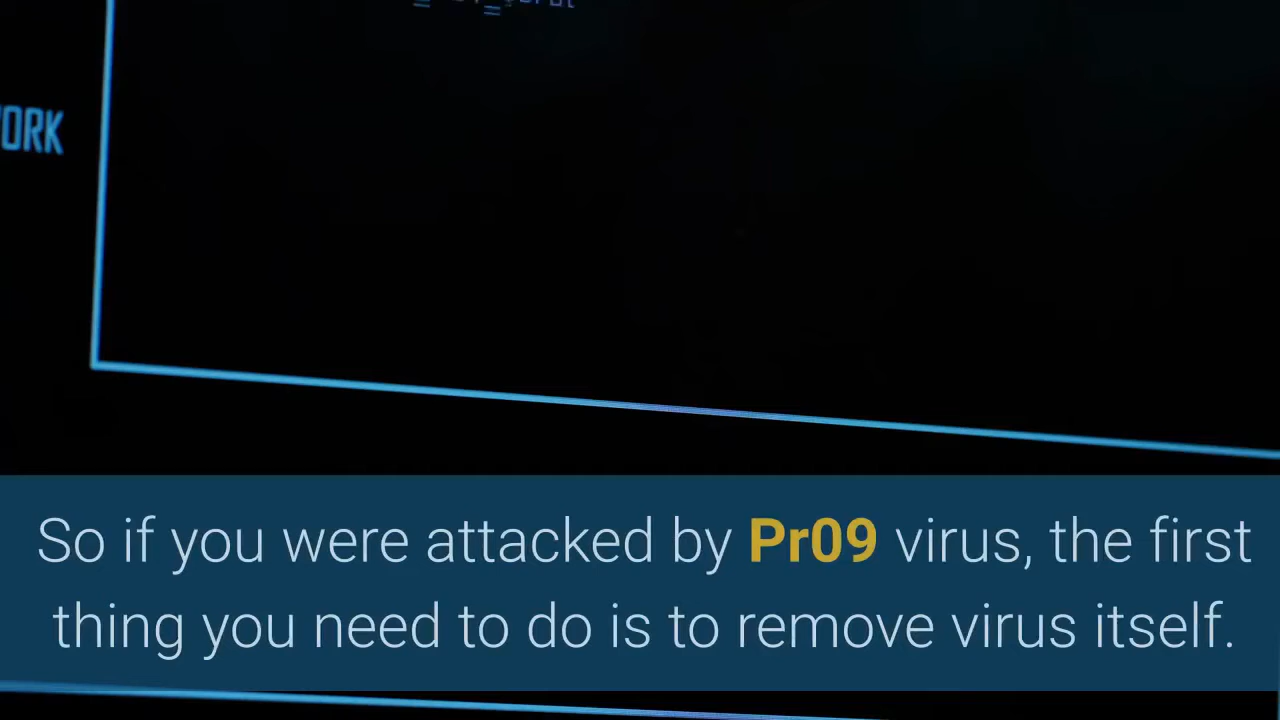 So if you were attacked by Pr09 virus, the first
thing you need to do is to remove virus itself.